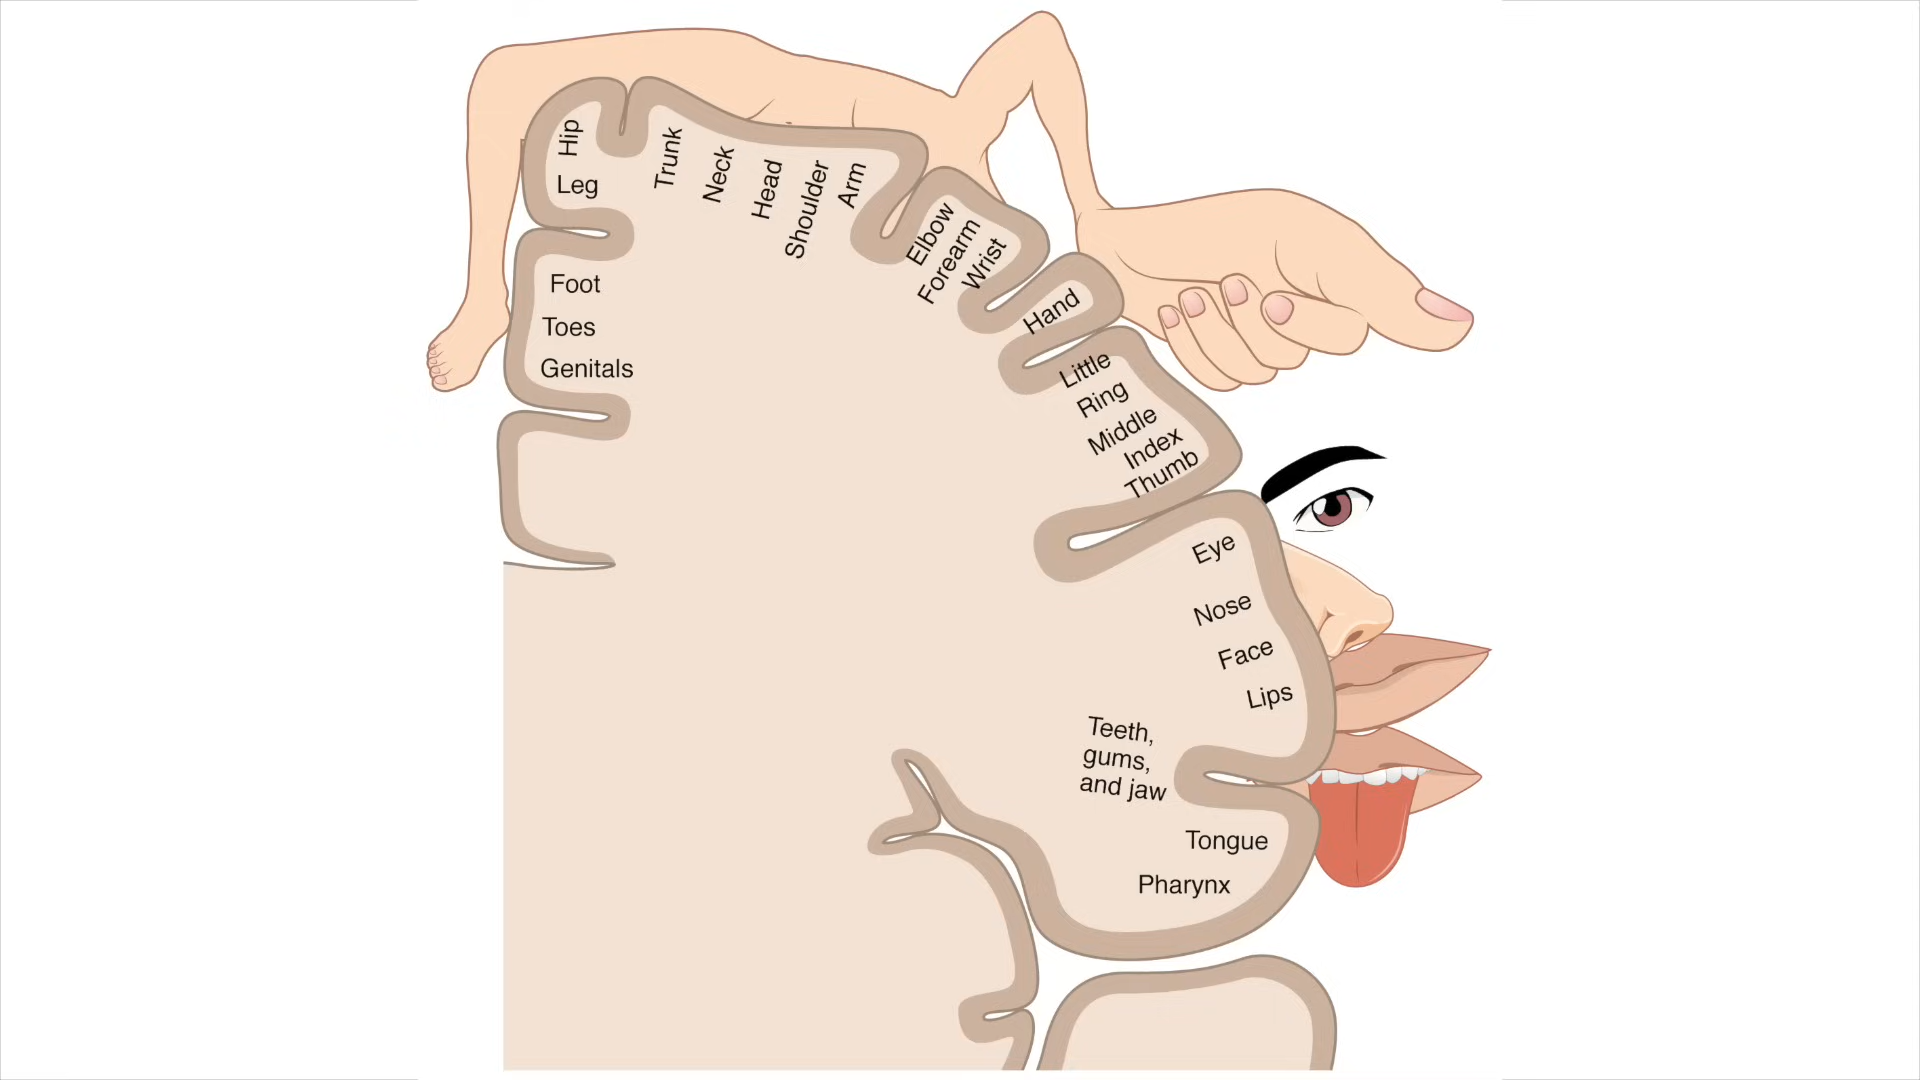 Hip
Leg
Foot
Toes
Genitals
Trunk
Neck
Head
Shoulder
Arm
Elbow
Forearm
Wrist
Hand
Little
Ring
Middle
Index
Thumb
Eye
Nose
Face
Lips
Teeth,
gums,
and jaw
Tongue
Pharynx